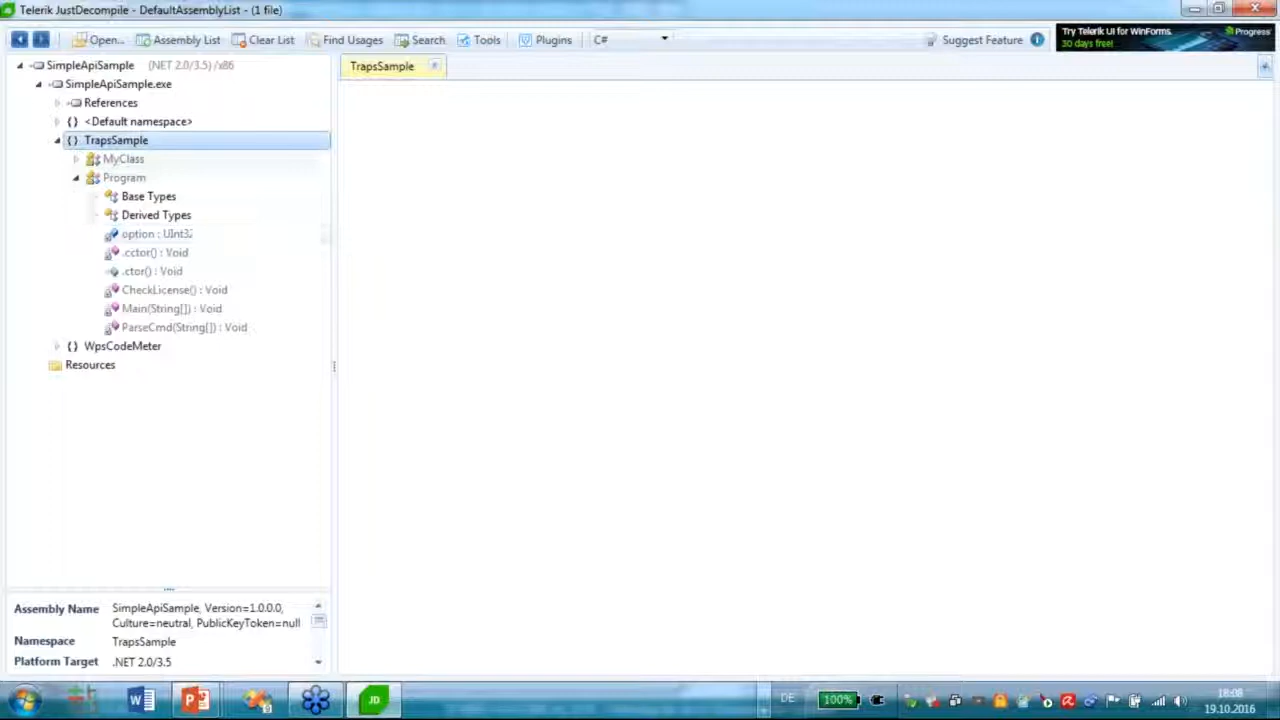 Telerik JustDecompile - DefaultAssemblyList - (1 file)
Open... Assembly List Clear List Find Usages Search Tools Plugins C# Suggest Feature
Try Telerik UI for WinForms.
30 days free!
Progress
SimpleApiSample (NET 2.0/3.5) /x86
TrapsSample
SimpleApiSample.exe
References
{} <Default namespace>
{} TrapsSample
MyClass
Program
Base Types
Derived Types
option : UInt32
.cctor() : Void
.ctor() : Void
CheckLicense() : Void
Main(String[]) : Void
ParseCmd(String[]) : Void
{} WpsCodeMeter
Resources
Assembly Name SimpleApiSample, Version=1.0.0.0,
Culture=neutral, PublicKeyToken=null
Namespace TrapsSample
Platform Target .NET 2.0/3.5
JD DE 100% 18:08
19.10.2016